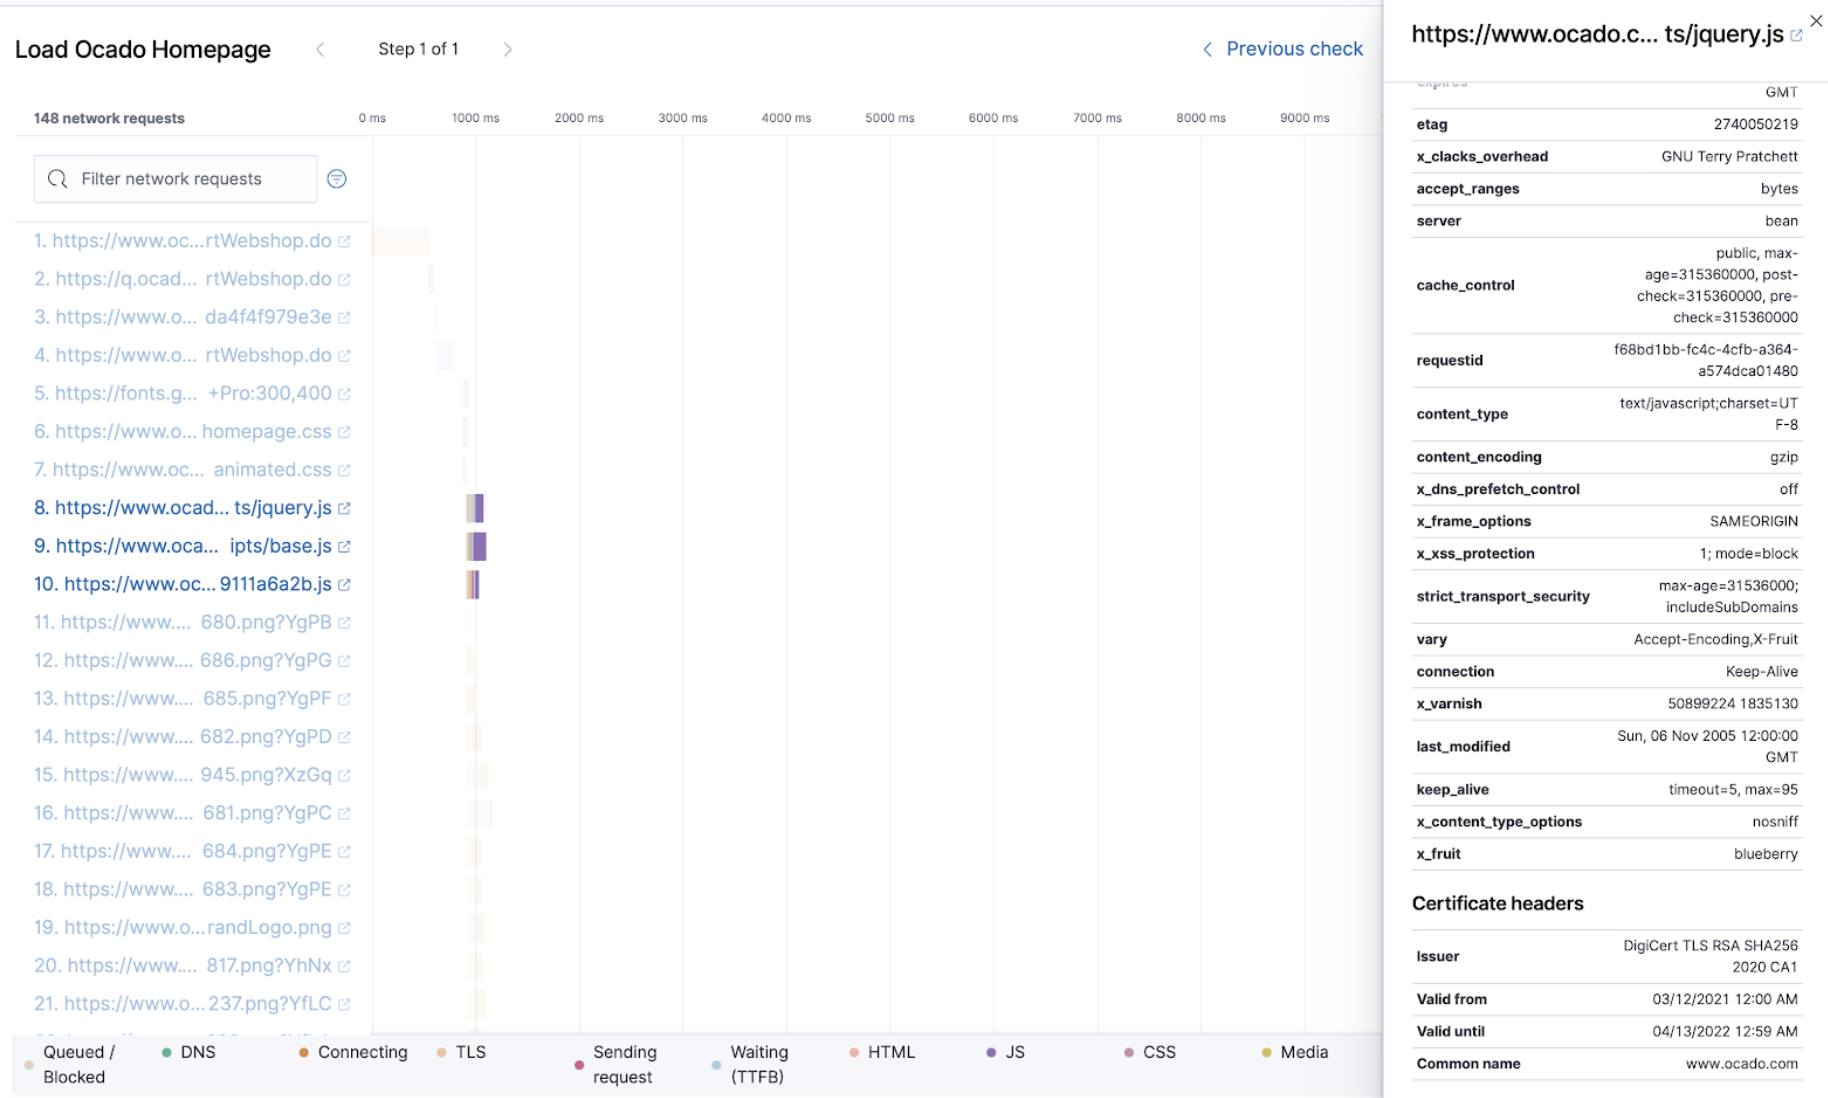 Load Ocado Homepage
Step 1 of 1
Previous check
148 network requests
0 ms 1000 ms 2000 ms 3000 ms 4000 ms 5000 ms 6000 ms 7000 ms 8000 ms 9000 ms
Filter network requests
1. https://www.oc...rtWebshop.do
2. https://q.ocad... rtWebshop.do
3. https://www.o... da4f4f979e3e
4. https://www.o... rtWebshop.do
5. https://fonts.g... +Pro:300,400
6. https://www.o... homepage.css
7. https://www.oc... animated.css
8. https://www.ocad... ts/jquery.js
9. https://www.oca... ipts/base.js
10. https://www.oc... 9111a6a2b.js
11. https://www.... 680.png?YgPB
12. https://www.... 686.png?YgPG
13. https://www.... 685.png?YgPF
14. https://www.... 682.png?YgPD
15. https://www.... 945.png?XzGq
16. https://www.... 681.png?YgPC
17. https://www.... 684.png?YgPE
18. https://www.... 683.png?YgPE
19. https://www.o...randLogo.png
20. https://www.... 817.png?YhNx
21. https://www.o...237.png?YfLC
Queued / Blocked
DNS
Connecting
TLS
Sending request
Waiting (TTFB)
HTML
JS
CSS
Media
https://www.ocado.c... ts/jquery.js
expires
GMT
etag 2740050219
x_clacks_overhead GNU Terry Pratchett
accept_ranges bytes
server bean
cache_control public, max-
age=315360000, post-
check=315360000, pre-
check=315360000
requestid f68bd1bb-fc4c-4cfb-a364-
a574dca01480
content_type text/javascript;charset=UT
F-8
content_encoding gzip
x_dns_prefetch_control off
x_frame_options SAMEORIGIN
x_xss_protection 1; mode=block
strict_transport_security max-age=31536000;
includeSubDomains
vary Accept-Encoding,X-Fruit
connection Keep-Alive
x_varnish 50899224 1835130
last_modified Sun, 06 Nov 2005 12:00:00
GMT
keep_alive timeout=5, max=95
x_content_type_options nosniff
x_fruit blueberry
Certificate headers
Issuer DigiCert TLS RSA SHA256
2020 CA1
Valid from 03/12/2021 12:00 AM
Valid until 04/13/2022 12:59 AM
Common name www.ocado.com